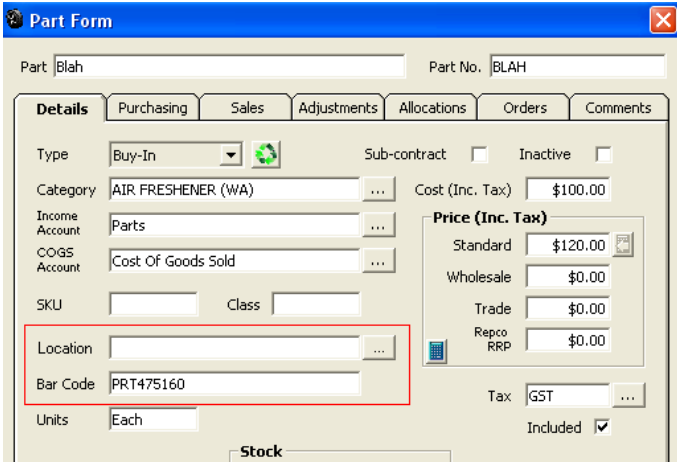 Part Form
Part Blah Part No. BLAH
Details Purchasing Sales Adjustments Allocations Orders Comments
Type Buy-In Sub-contract Inactive
Category AIR FRESHENER (WA) ... Cost (Inc. Tax) $100.00
Income Account Parts ... Price (Inc. Tax)
Standard $120.00
COGS Account Cost Of Goods Sold ...
Wholesale $0.00
SKU Class Trade $0.00
Location ... Repco RRP $0.00
Bar Code PRT475160
Tax GST ...
Units Each Included
Stock